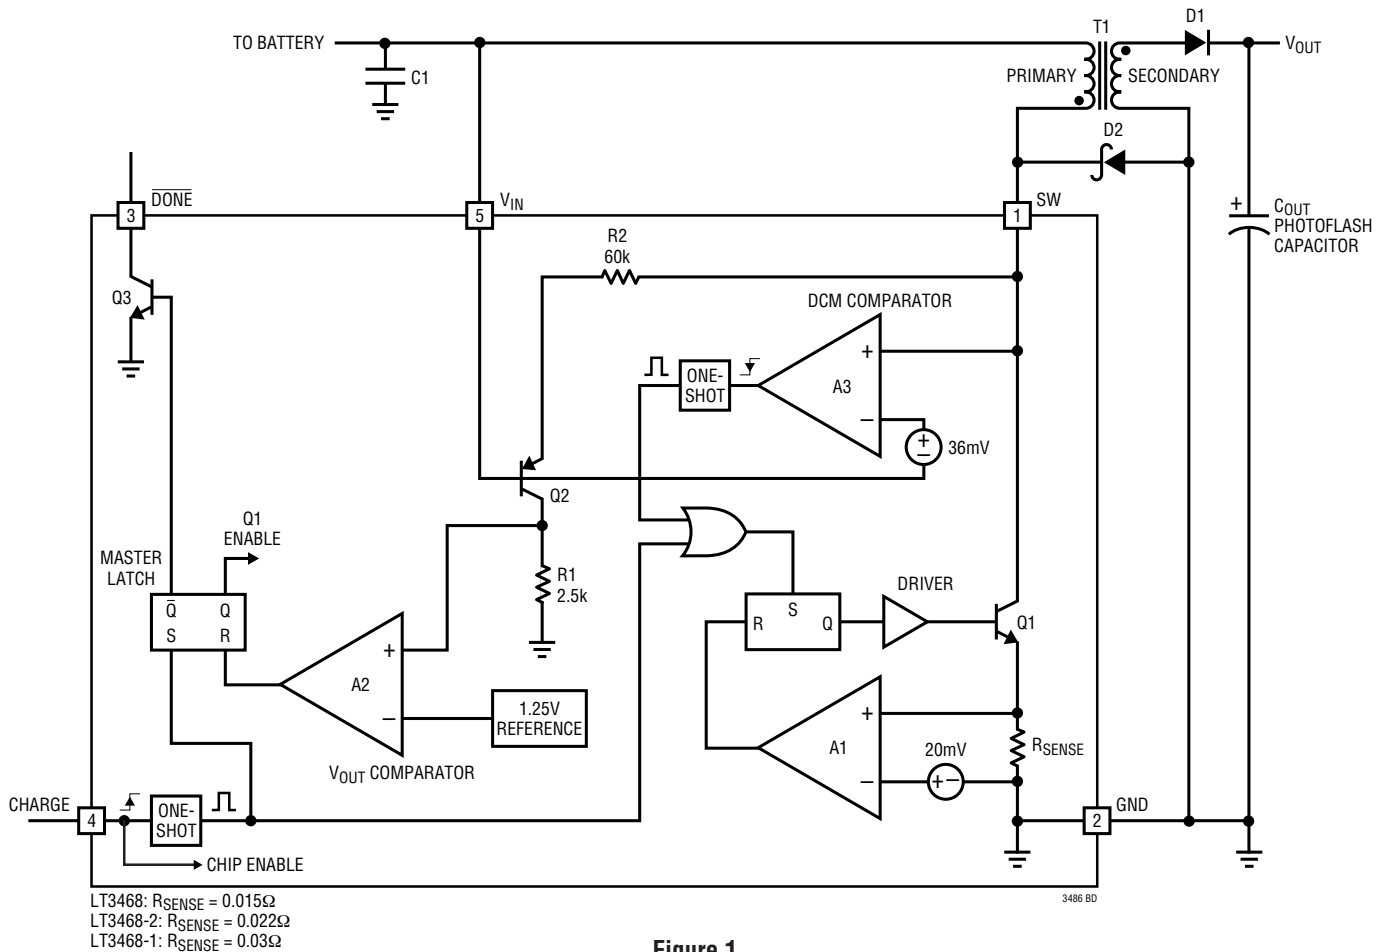 TO BATTERY
C1
T1
D1
VOUT
PRIMARY
SECONDARY
D2
3
DONE
5
VIN
1
SW
+
COUT
PHOTOFLASH
CAPACITOR
R2
60k
Q3
DCM COMPARATOR
ONE-
SHOT
A3
+
–
+
–
36mV
Q2
Q1
ENABLE
MASTER
LATCH
R1
2.5k
Q
Q
S
R
DRIVER
R
S
Q
Q1
A2
+
–
1.25V
REFERENCE
VOUT COMPARATOR
A1
+
–
20mV
+–
RSENSE
CHARGE
4
ONE-
SHOT
2
GND
CHIP ENABLE
LT3468: RSENSE = 0.015Ω
LT3468-2: RSENSE = 0.022Ω
LT3468-1: RSENSE = 0.03Ω
3486 BD
Figure 1